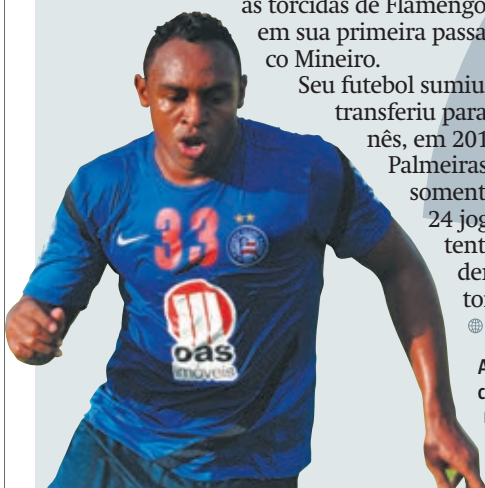 as torcidas de Flamengo
em sua primeira passa
co Mineiro.
Seu futebol sumiu
transferiu para
nês, em 201
Palmeiras
soment
24 jog
tent
der
to
A
c
33
oas
imóveis